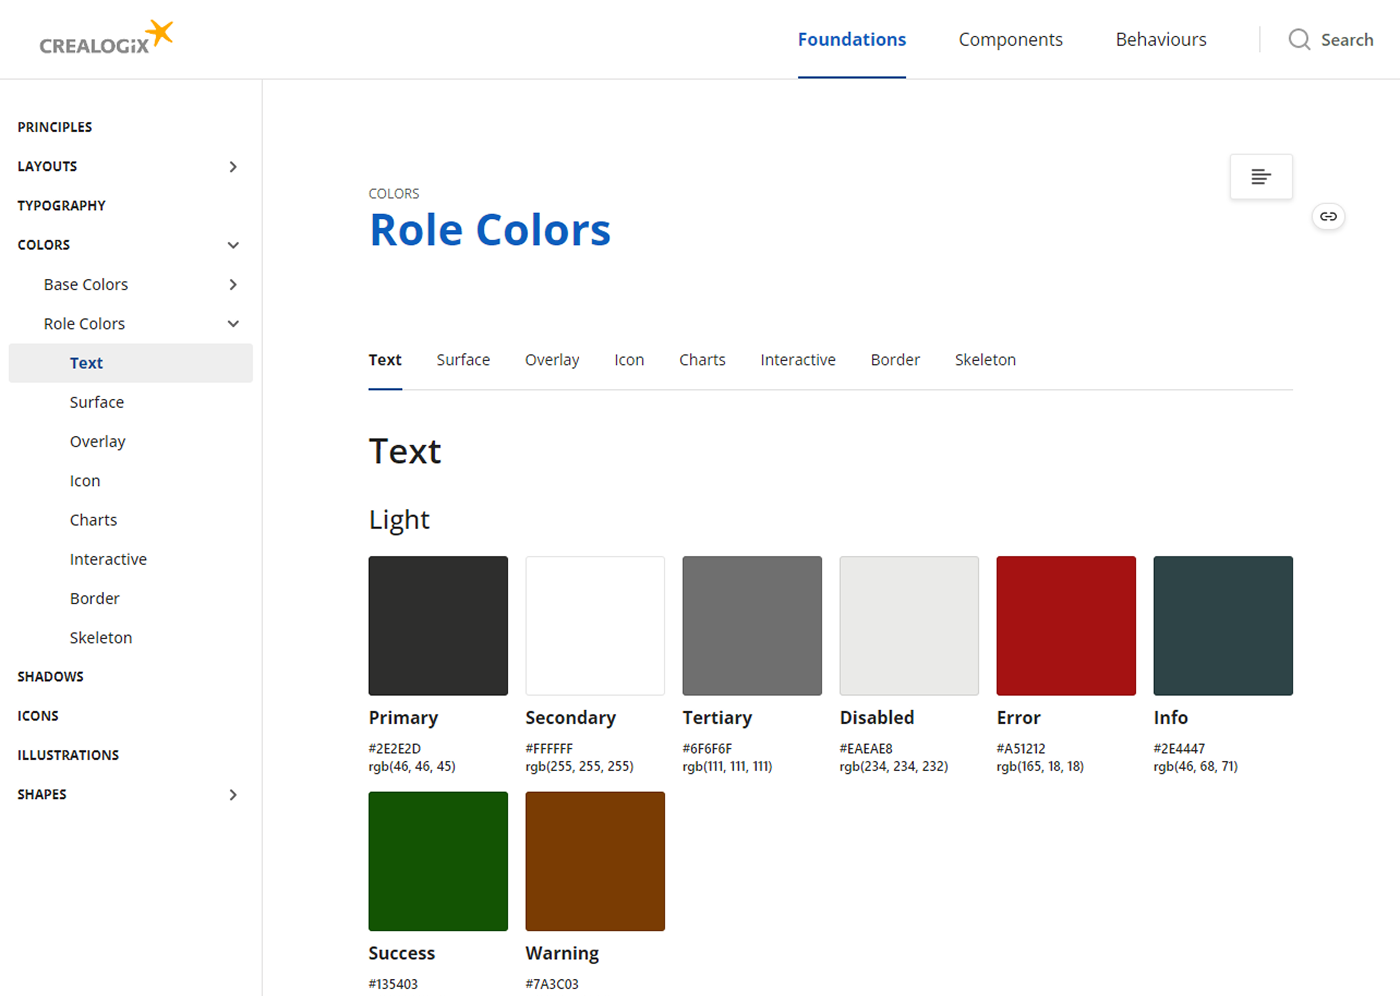 CREALOGIX
Foundations
Components
Behaviours
Search
PRINCIPLES
LAYOUTS
TYPOGRAPHY
COLORS
Base Colors
Role Colors
Text
Surface
Overlay
Icon
Charts
Interactive
Border
Skeleton
SHADOWS
ICONS
ILLUSTRATIONS
SHAPES
COLORS
Role Colors
Text Surface Overlay Icon Charts Interactive Border Skeleton
Text
Light
Primary
#2E2E2D
rgb(46, 46, 45)
Secondary
#FFFFFF
rgb(255, 255, 255)
Tertiary
#6F6F6F
rgb(111, 111, 111)
Disabled
#EAEAE8
rgb(234, 234, 232)
Error
#A51212
rgb(165, 18, 18)
Info
#2E4447
rgb(46, 68, 71)
Success
#135403
Warning
#7A3C03